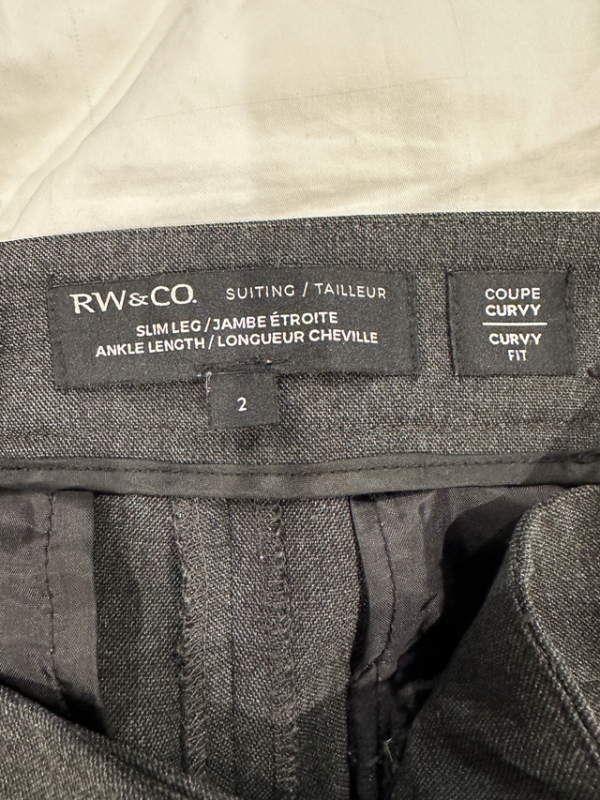 RW&CO. SUITING / TAILLEUR
SLIM LEG / JAMBE ÉTROITE
ANKLE LENGTH / LONGUEUR CHEVILLE
2
COUPE
CURVY
CURVY
FIT